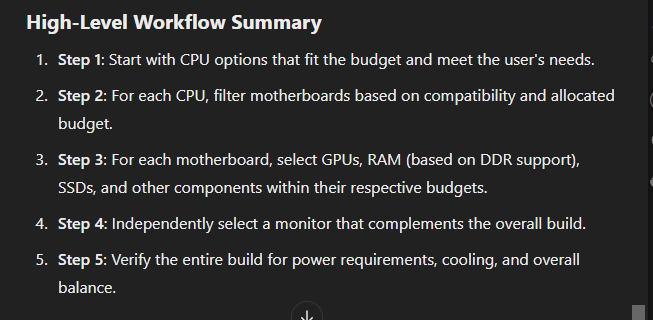 High-Level Workflow Summary
1. Step 1: Start with CPU options that fit the budget and meet the user's needs.
2. Step 2: For each CPU, filter motherboards based on compatibility and allocated
budget.
3. Step 3: For each motherboard, select GPUs, RAM (based on DDR support),
SSDs, and other components within their respective budgets.
4. Step 4: Independently select a monitor that complements the overall build.
5. Step 5: Verify the entire build for power requirements, cooling, and overall
balance.